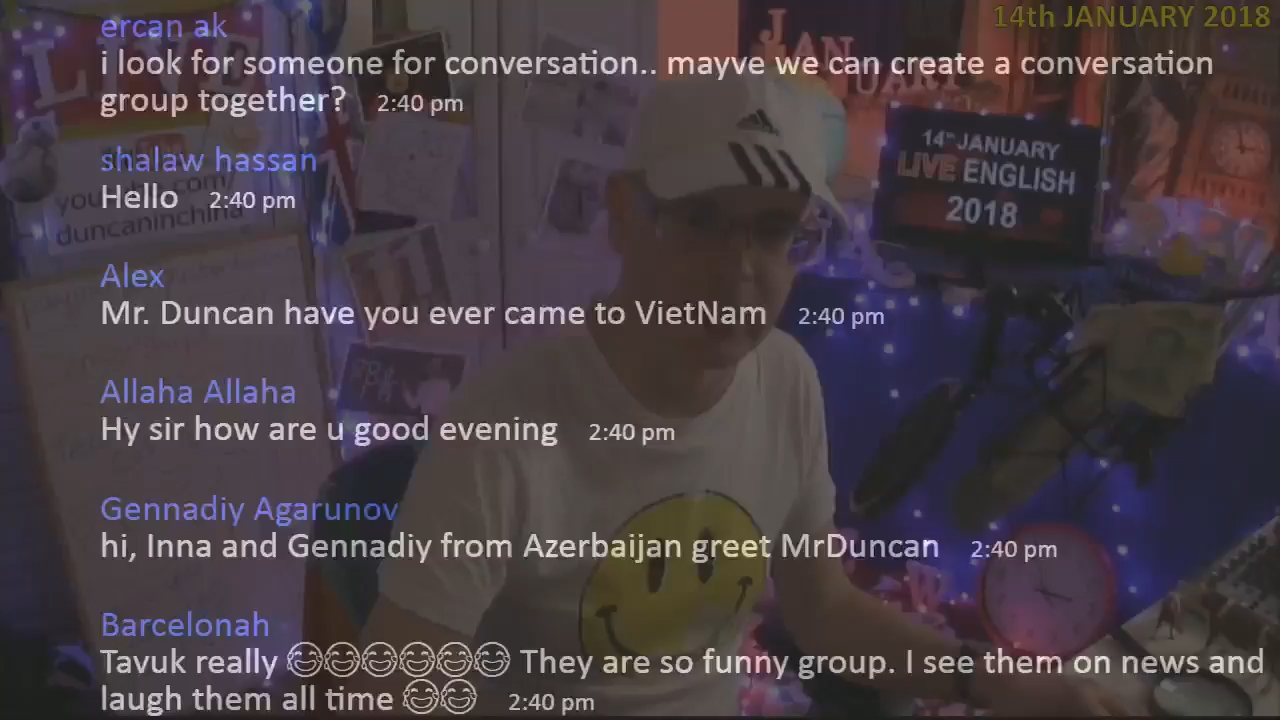 14th JANUARY 2018
ercan ak
i look for someone for conversation.. mayve we can create a conversation
group together? 2:40 pm
shalaw hassan
Hello 2:40 pm
Alex
Mr. Duncan have you ever came to VietNam 2:40 pm
Allaha Allaha
Hy sir how are u good evening 2:40 pm
Gennadiy Agarunov
hi, Inna and Gennadiy from Azerbaijan greet MrDuncan 2:40 pm
Barcelonah
Tavuk really 😂😂😂😂😂😂 They are so funny group. I see them on news and
laugh them all time 😂😂 2:40 pm
LIVE
JAN
UARY
14TH JANUARY
LIVE ENGLISH
2018
duncaninchina